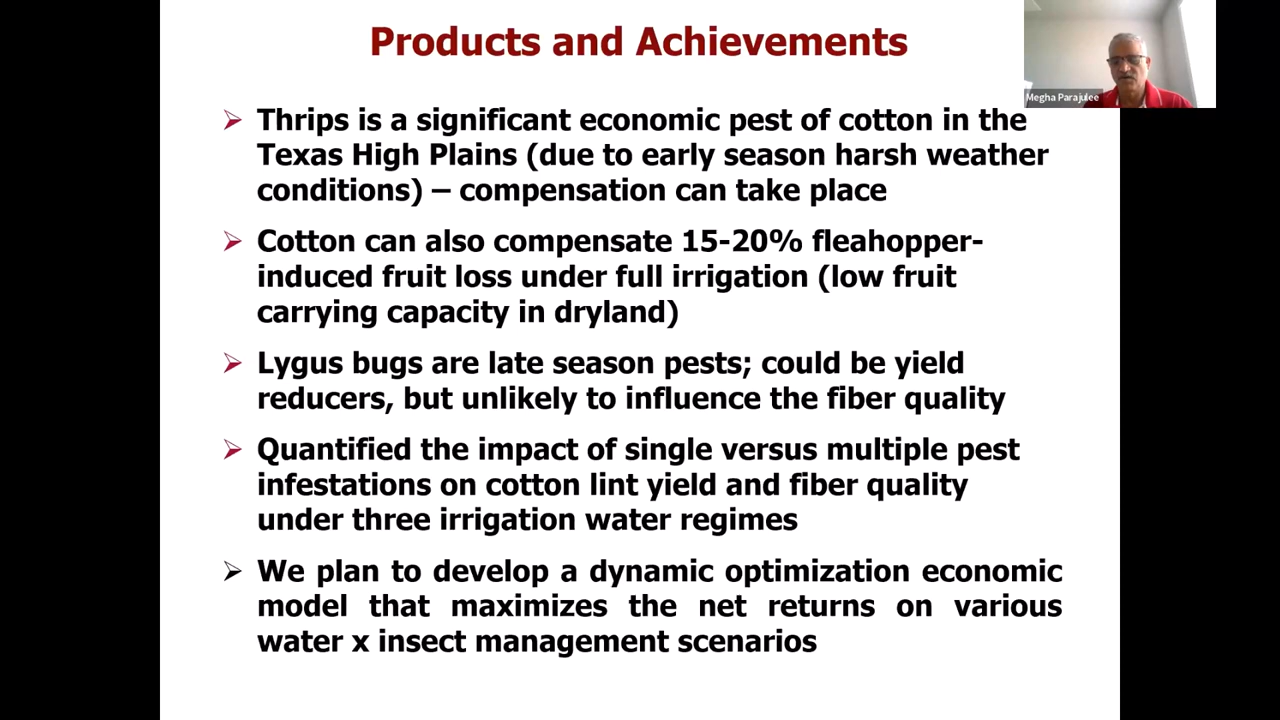 Products and Achievements
Megha Parajulee
➢ Thrips is a significant economic pest of cotton in the
Texas High Plains (due to early season harsh weather
conditions) – compensation can take place
➢ Cotton can also compensate 15-20% fleahopper-
induced fruit loss under full irrigation (low fruit
carrying capacity in dryland)
➢ Lygus bugs are late season pests; could be yield
reducers, but unlikely to influence the fiber quality
➢ Quantified the impact of single versus multiple pest
infestations on cotton lint yield and fiber quality
under three irrigation water regimes
➢ We plan to develop a dynamic optimization economic
model that maximizes the net returns on various
water x insect management scenarios